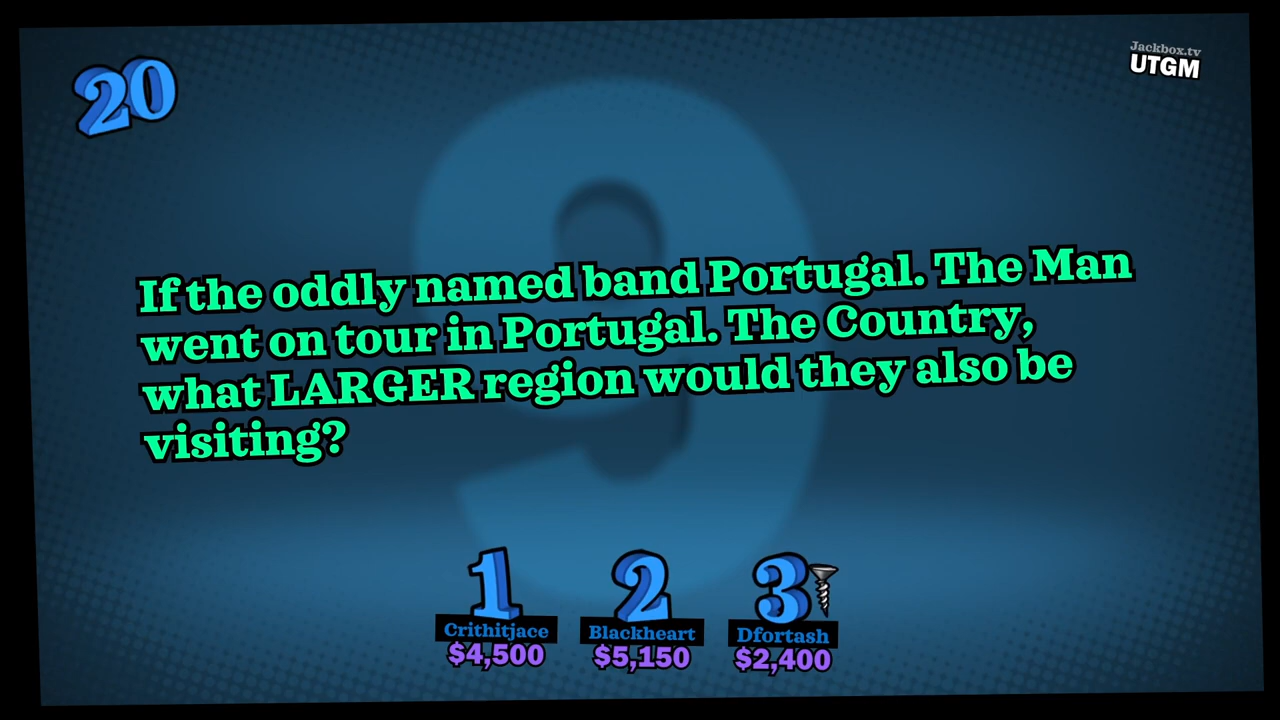 20
Jackbox.tv
UTGM
9
If the oddly named band Portugal. The Man
went on tour in Portugal. The Country,
what LARGER region would they also be
visiting?
1
2
3
Crithitjace
Blackheart
Dfortash
$4,500
$5,150
$2,400